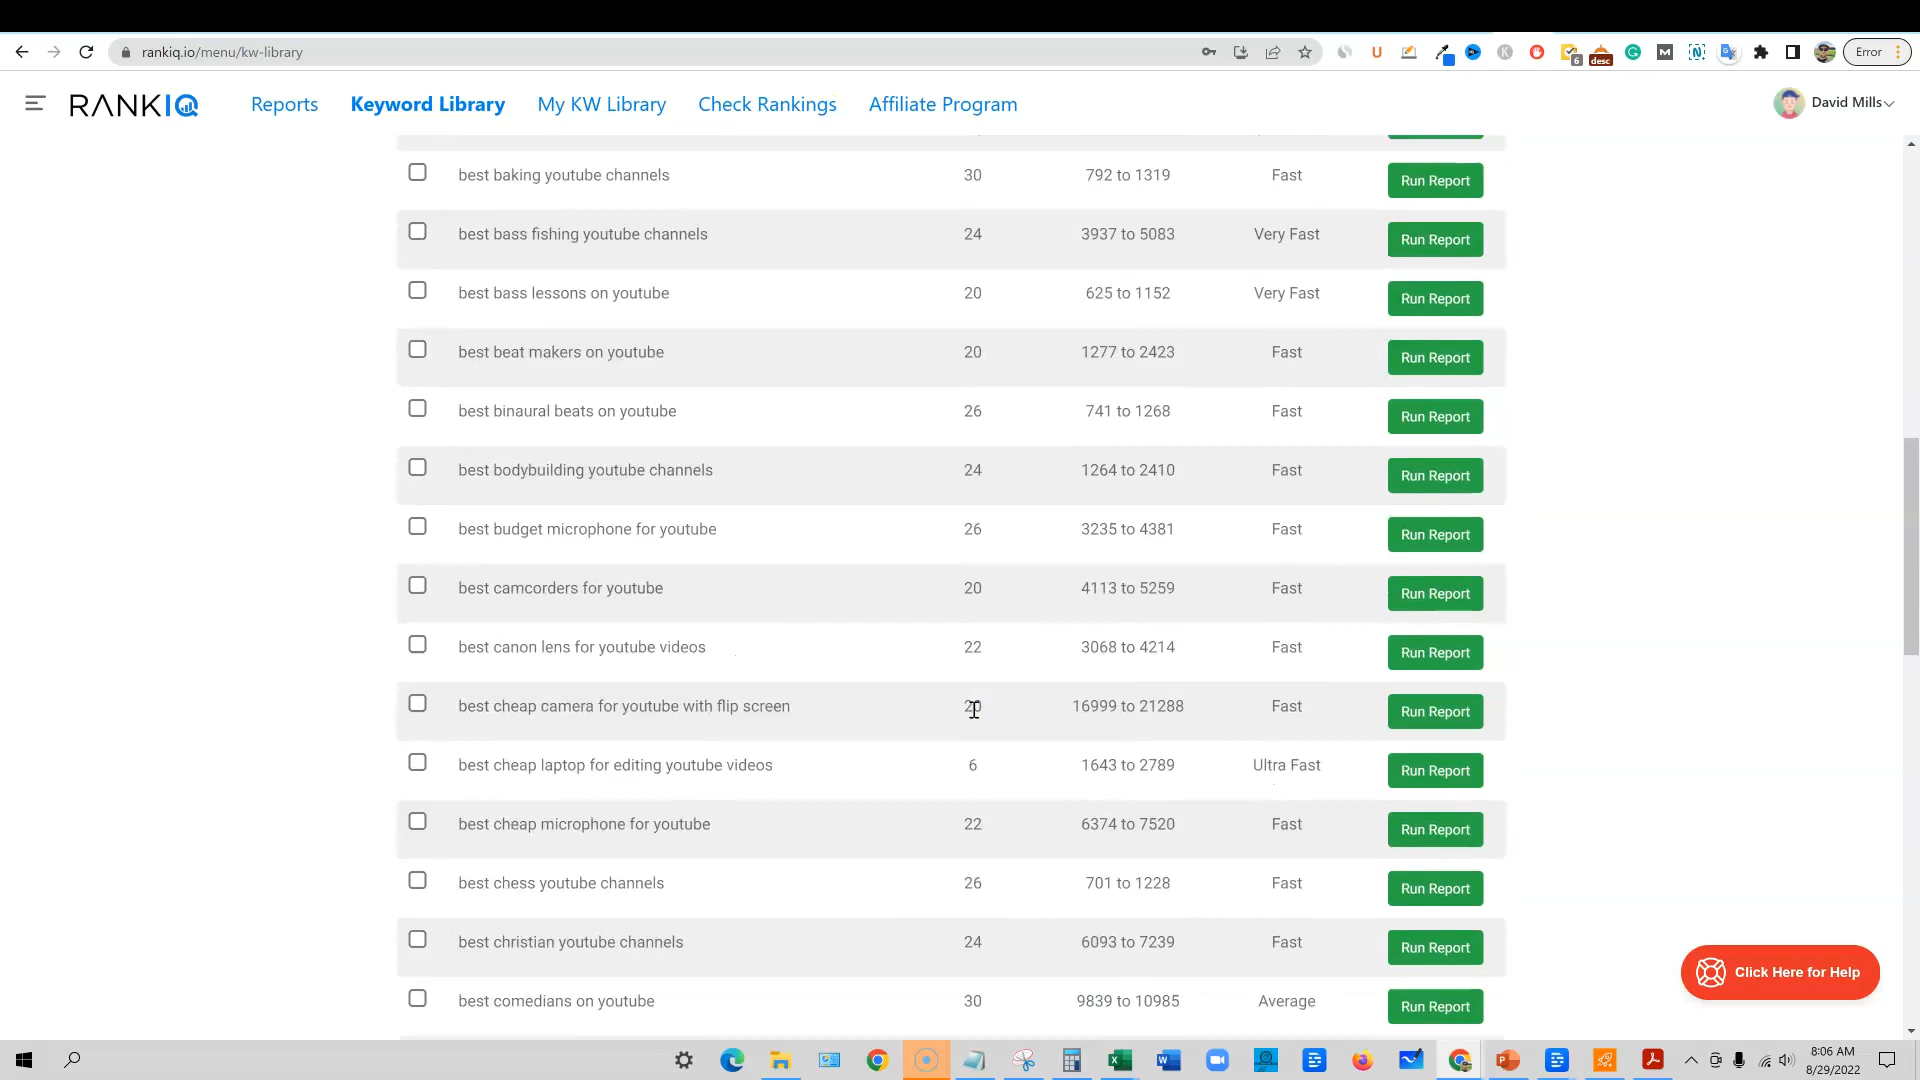 rankiq.io/menu/kw-library
6
desc
Error
RANKIQ
Reports
Keyword Library
My KW Library
Check Rankings
Affiliate Program
David Mills
best baking youtube channels 30 792 to 1319 Fast Run Report
best bass fishing youtube channels 24 3937 to 5083 Very Fast Run Report
best bass lessons on youtube 20 625 to 1152 Very Fast Run Report
best beat makers on youtube 20 1277 to 2423 Fast Run Report
best binaural beats on youtube 26 741 to 1268 Fast Run Report
best bodybuilding youtube channels 24 1264 to 2410 Fast Run Report
best budget microphone for youtube 26 3235 to 4381 Fast Run Report
best camcorders for youtube 20 4113 to 5259 Fast Run Report
best canon lens for youtube videos 22 3068 to 4214 Fast Run Report
best cheap camera for youtube with flip screen 20 16999 to 21288 Fast Run Report
best cheap laptop for editing youtube videos 6 1643 to 2789 Ultra Fast Run Report
best cheap microphone for youtube 22 6374 to 7520 Fast Run Report
best chess youtube channels 26 701 to 1228 Fast Run Report
best christian youtube channels 24 6093 to 7239 Fast Run Report
best comedians on youtube 30 9839 to 10985 Average Run Report
Click Here for Help
8:06 AM
8/29/2022